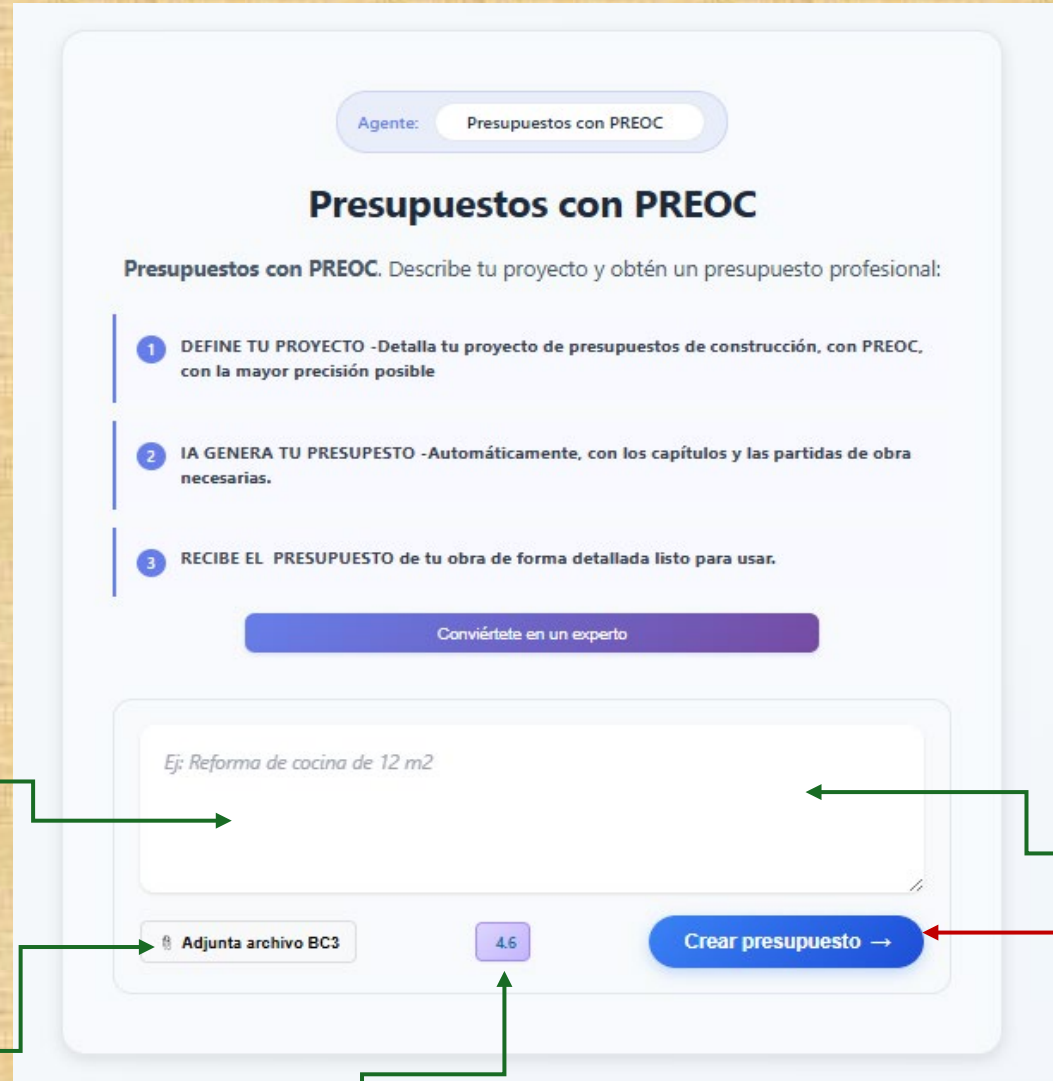 Agente: Presupuestos con PREOC
Presupuestos con PREOC
Presupuestos con PREOC. Describe tu proyecto y obtén un presupuesto profesional:
1 DEFINE TU PROYECTO -Detalla tu proyecto de presupuestos de construcción, con PREOC,
con la mayor precisión posible
2 IA GENERA TU PRESUPESTO -Automáticamente, con los capítulos y las partidas de obra
necesarias.
3 RECIBE EL PRESUPUESTO de tu obra de forma detallada listo para usar.
Conviértete en un experto
Ej: Reforma de cocina de 12 m2
Adjunta archivo BC3 4.6 Crear presupuesto →